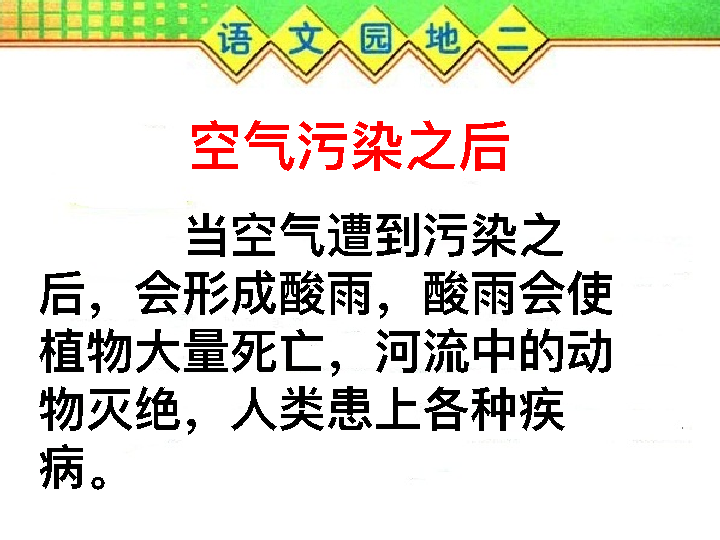 语文园地二
空气污染之后
当空气遭到污染之
后，会形成酸雨，酸雨会使
植物大量死亡，河流中的动
物灭绝，人类患上各种疾
病。